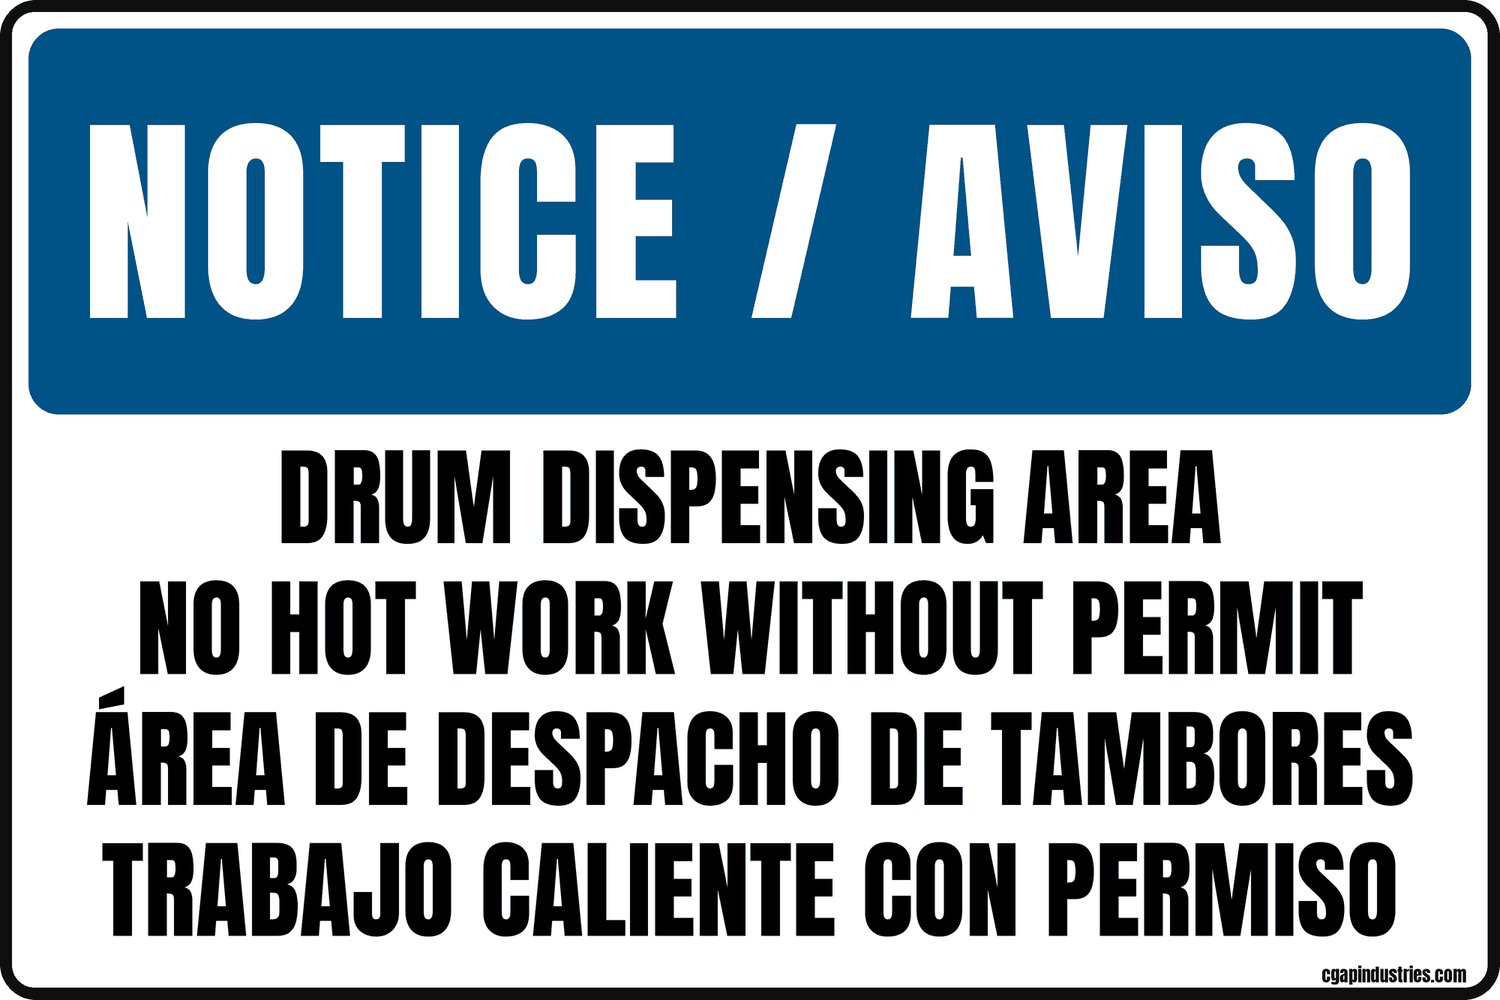 NOTICE / AVISO
DRUM DISPENSING AREA
NO HOT WORK WITHOUT PERMIT
ÁREA DE DESPACHO DE TAMBORES
TRABAJO CALIENTE CON PERMISO
cgapindustries.com